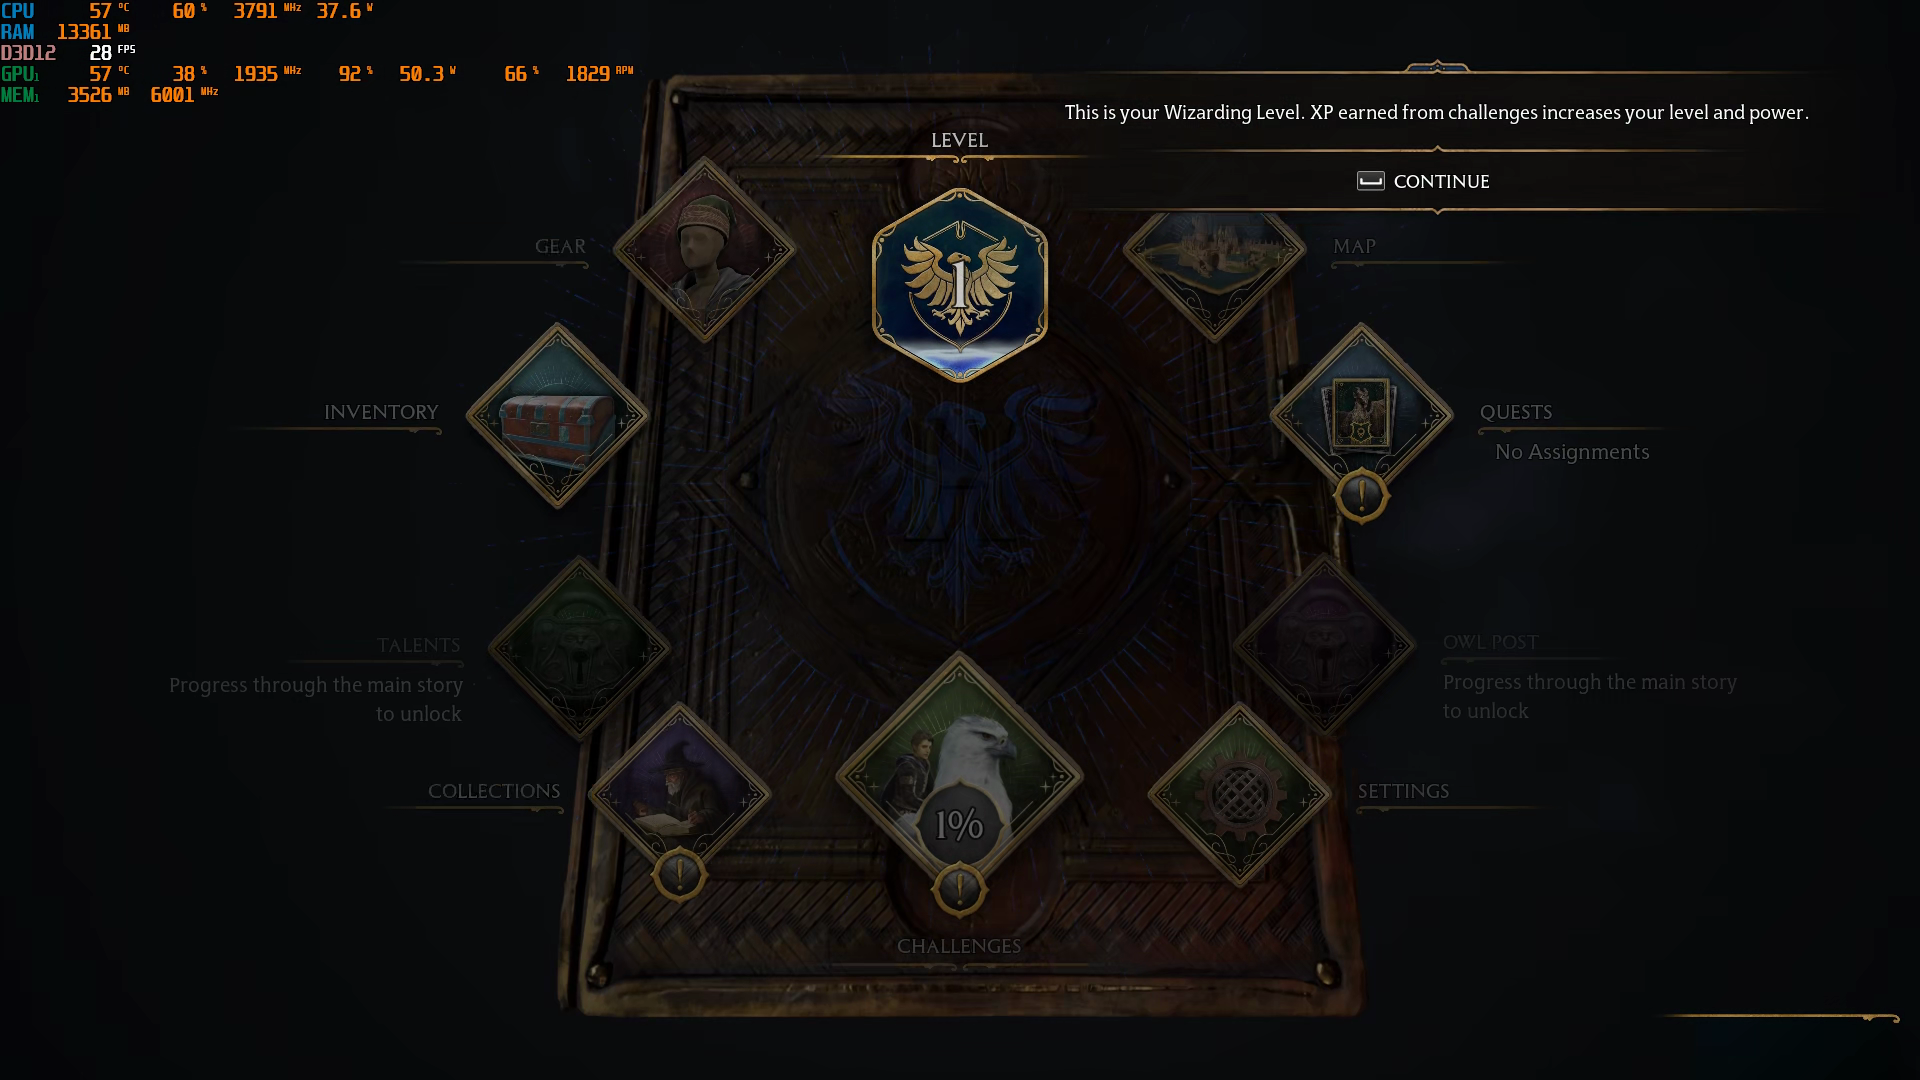 CPU 57 °C 60 % 3791 MHz 37.6 W
RAM 13361 MB
D3D12 28 FPS
GPU1 57 °C 38 % 1935 MHz 92 % 50.3 W 66 % 1829 RPM
MEM1 3526 MB 6001 MHz
This is your Wizarding Level. XP earned from challenges increases your level and power.
CONTINUE
LEVEL
1
GEAR
MAP
INVENTORY
QUESTS
No Assignments
TALENTS
Progress through the main story
to unlock
OWL POST
Progress through the main story
to unlock
COLLECTIONS
SETTINGS
1%
CHALLENGES